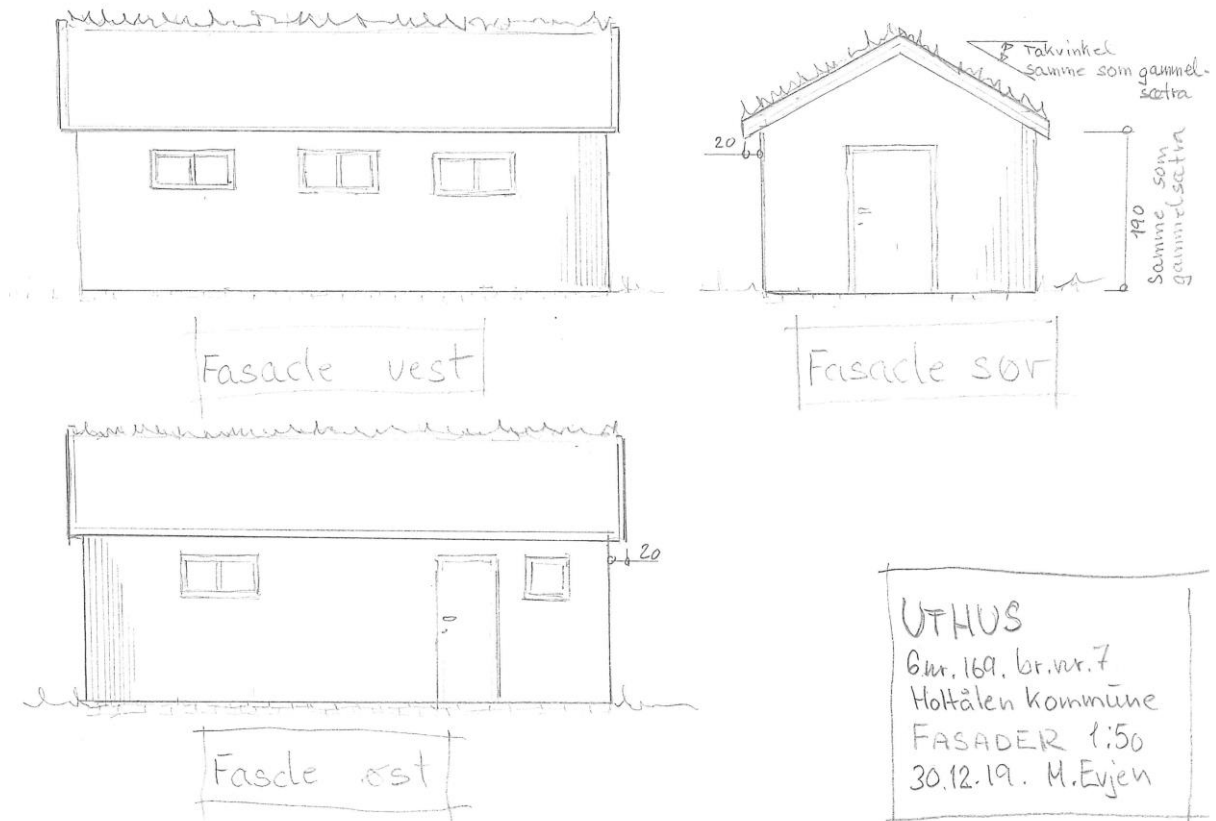 Takvinkel
samme som gammel-
sætra
20
190
samme som
gammelsætra
Fasade vest
Fasade sør
20
Fasde øst
UTHUS
Gnr. 169. br.nr. 7
Holtålen Kommune
FASADER 1:50
30.12.19. M.Evjen